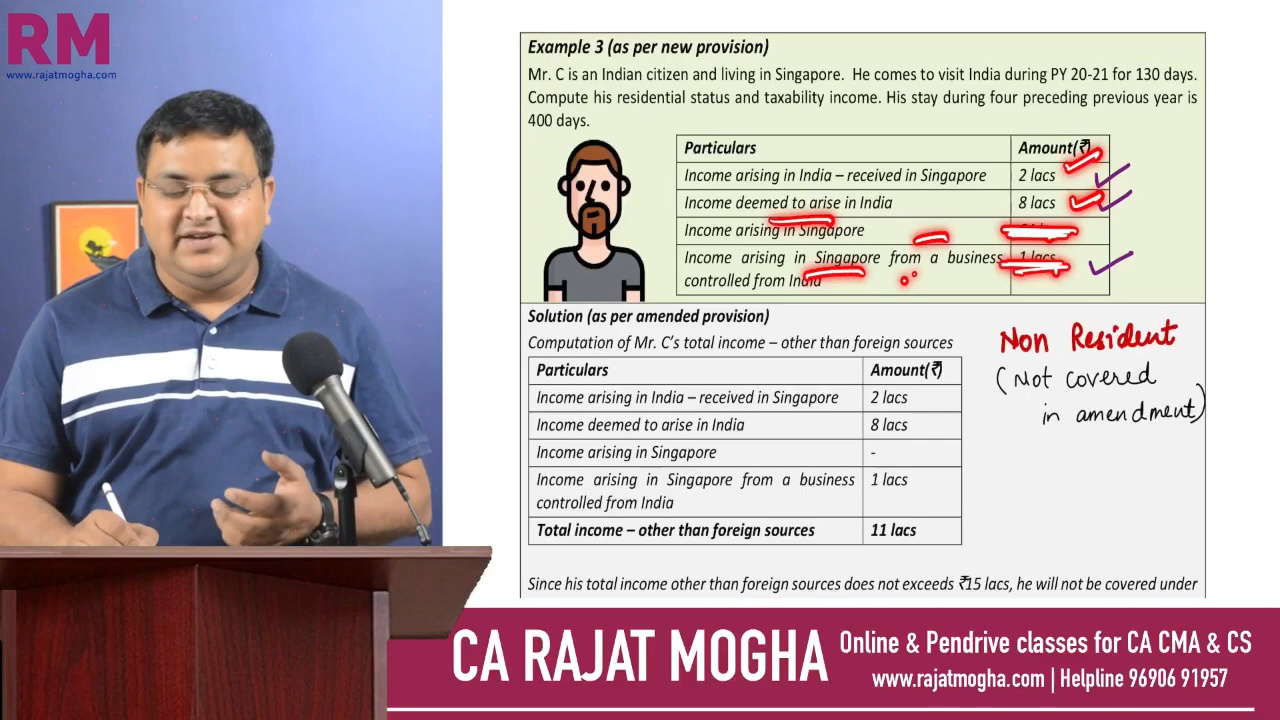 RM
www.rajatmogha.com
Example 3 (as per new provision)
Mr. C is an Indian citizen and living in Singapore. He comes to visit India during PY 20-21 for 130 days.
Compute his residential status and taxability income. His stay during four preceding previous year is
400 days.
Particulars Amount(₹)
Income arising in India – received in Singapore 2 lacs
Income deemed to arise in India 8 lacs
Income arising in Singapore
Income arising in Singapore from a business 1 lacs
controlled from India
Solution (as per amended provision)
Computation of Mr. C's total income – other than foreign sources
Particulars Amount(₹)
Income arising in India – received in Singapore 2 lacs
Income deemed to arise in India 8 lacs
Income arising in Singapore -
Income arising in Singapore from a business 1 lacs
controlled from India
Total income – other than foreign sources 11 lacs
Non Resident
(Not covered
in amendment)
Since his total income other than foreign sources does not exceeds ₹15 lacs, he will not be covered under
CA RAJAT MOGHA
Online & Pendrive classes for CA CMA & CS
www.rajatmogha.com | Helpline 96906 91957